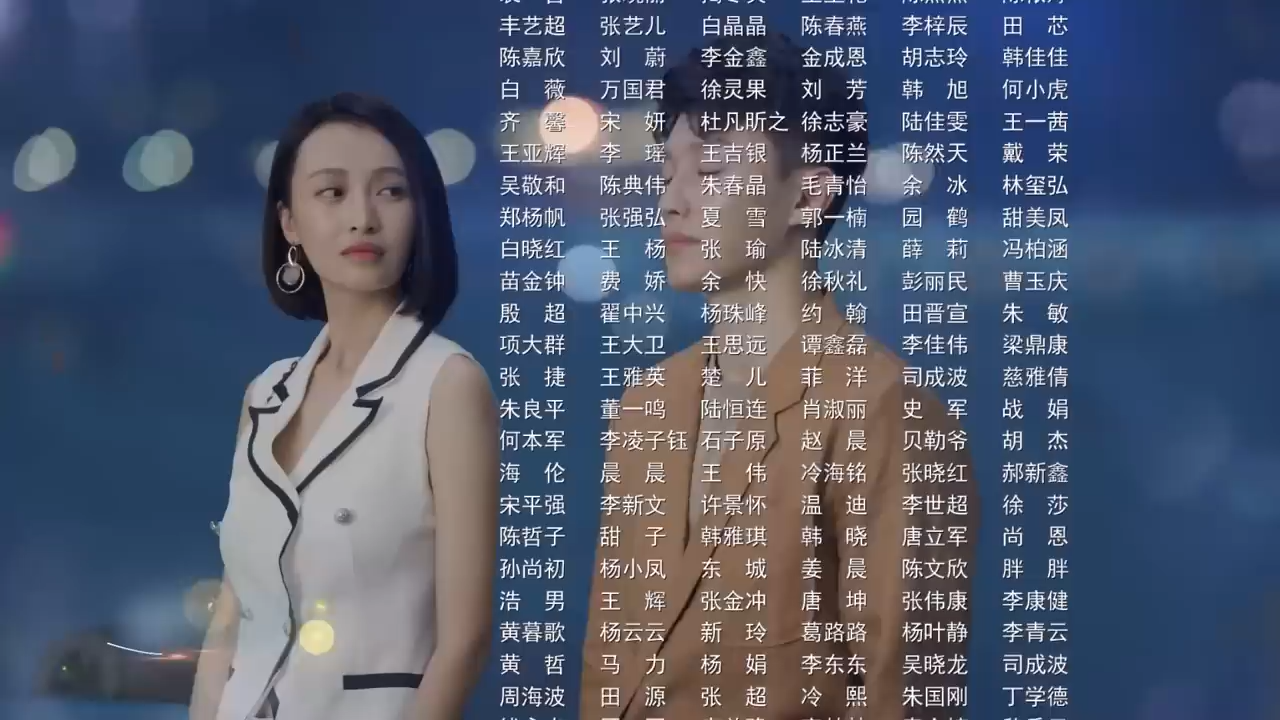 丰艺超 张艺儿 白晶晶 陈春燕 李梓辰 田 芯
陈嘉欣 刘 蔚 李金鑫 金成恩 胡志玲 韩佳佳
白 薇 万国君 徐灵果 刘 芳 韩 旭 何小虎
齐 馨 宋 妍 杜凡昕之 徐志豪 陆佳雯 王一茜
王亚辉 李 瑶 王吉银 杨正兰 陈然天 戴 荣
吴敬和 陈典伟 朱春晶 毛青怡 余 冰 林玺弘
郑杨帆 张强弘 夏 雪 郭一楠 园 鹤 甜美凤
白晓红 王 杨 张 瑜 陆冰清 薛 莉 冯柏涵
苗金钟 费 娇 余 快 徐秋礼 彭丽民 曹玉庆
殷 超 翟中兴 杨珠峰 约 翰 田晋宣 朱 敏
项大群 王大卫 王思远 谭鑫磊 李佳伟 梁鼎康
张 捷 王雅英 楚 儿 菲 洋 司成波 慈雅倩
朱良平 董一鸣 陆恒连 肖淑丽 史 军 战 娟
何本军 李凌子钰 石子原 赵 晨 贝勒爷 胡 杰
海 伦 晨 晨 王 伟 冷海铭 张晓红 郝新鑫
宋平强 李新文 许景怀 温 迪 李世超 徐 莎
陈哲子 甜 子 韩雅琪 韩 晓 唐立军 尚 恩
孙尚初 杨小凤 东 城 姜 晨 陈文欣 胖 胖
浩 男 王 辉 张金冲 唐 坤 张伟康 李康健
黄暮歌 杨云云 新 玲 葛路路 杨叶静 李青云
黄 哲 马 力 杨 娟 李东东 吴晓龙 司成波
周海波 田 源 张 超 冷 熙 朱国刚 丁学德